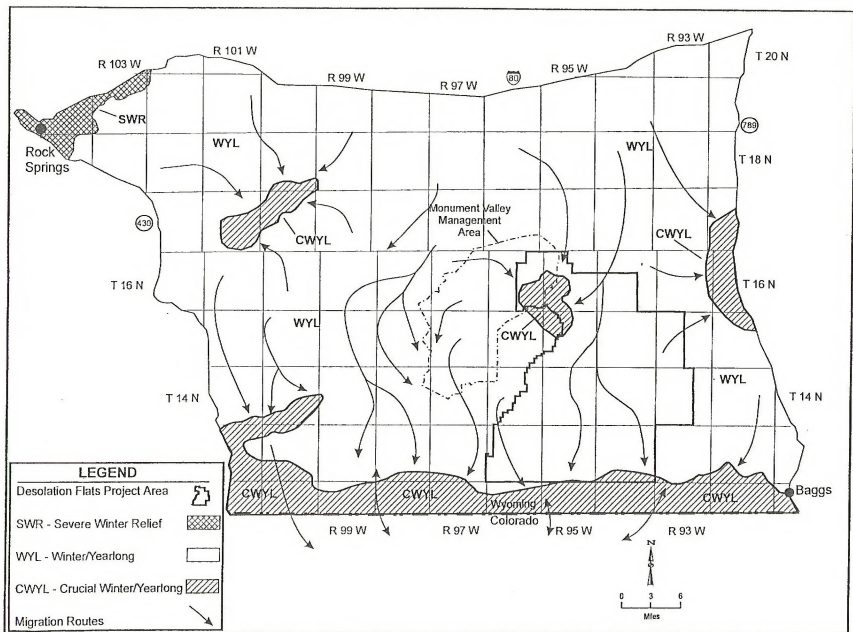 R 93 W
R 101 W
T 20 N
R 103 W
R 99 W
R 97 W
80
R 95 W
SWR
789
Rock
Springs
WYL
WYL
T 18 N
Monument Valley
Management
Area
430
CWYL
CWYL
T 16 N
T 16 N
WYL
CWYL
WYL
T 14 N
T 14 N
LEGEND
Desolation Flats Project Area
SWR - Severe Winter Relief
WYL - Winter/Yearlong
CWYL - Crucial Winter/Yearlong
Migration Routes
CWYL
CWYL
CWYL
Baggs
Wyoming
Colorado
R 99 W
R 97 W
R 95 W
R 93 W
N
S
0 3 6
Miles